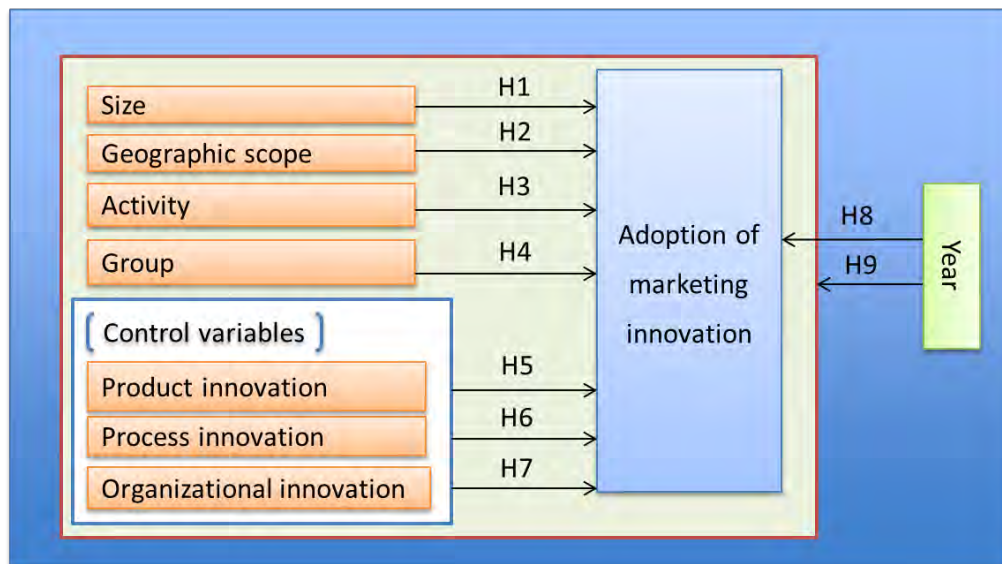 Size
H1
Geographic scope
H2
Activity
H3
Group
H4
Control variables
Product innovation
H5
Process innovation
H6
Organizational innovation
H7
Adoption of
marketing
innovation
H8
H9
Year